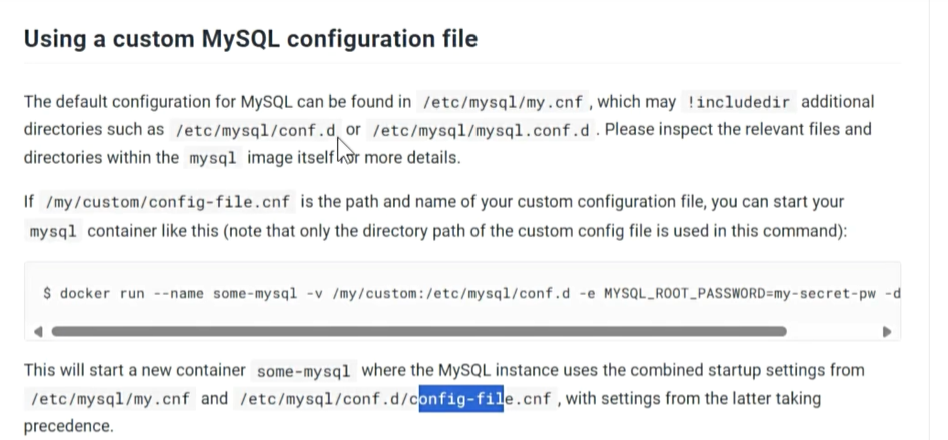 Using a custom MySQL configuration file
The default configuration for MySQL can be found in /etc/mysql/my.cnf , which may !includedir additional
directories such as /etc/mysql/conf.d or /etc/mysql/mysql.conf.d . Please inspect the relevant files and
directories within the mysql image itself for more details.
If /my/custom/config-file.cnf is the path and name of your custom configuration file, you can start your
mysql container like this (note that only the directory path of the custom config file is used in this command):
$ docker run --name some-mysql -v /my/custom:/etc/mysql/conf.d -e MYSQL_ROOT_PASSWORD=my-secret-pw -d
This will start a new container some-mysql where the MySQL instance uses the combined startup settings from
/etc/mysql/my.cnf and /etc/mysql/conf.d/config-file.cnf , with settings from the latter taking
precedence.